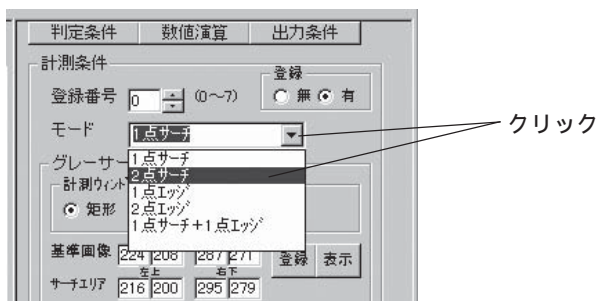 判定条件 数値演算 出力条件
計測条件
登録
登録番号 0 (0～7) 無 有
モード 1点サーチ
クリック
1点サーチ
2点サーチ
1点エッジ
2点エッジ
1点サーチ+1点エッジ
グレーサー
計測ウィンド
矩形
基準画像 224 208 287 271 登録 表示
左上 右下
サーチエリア 216 200 295 279